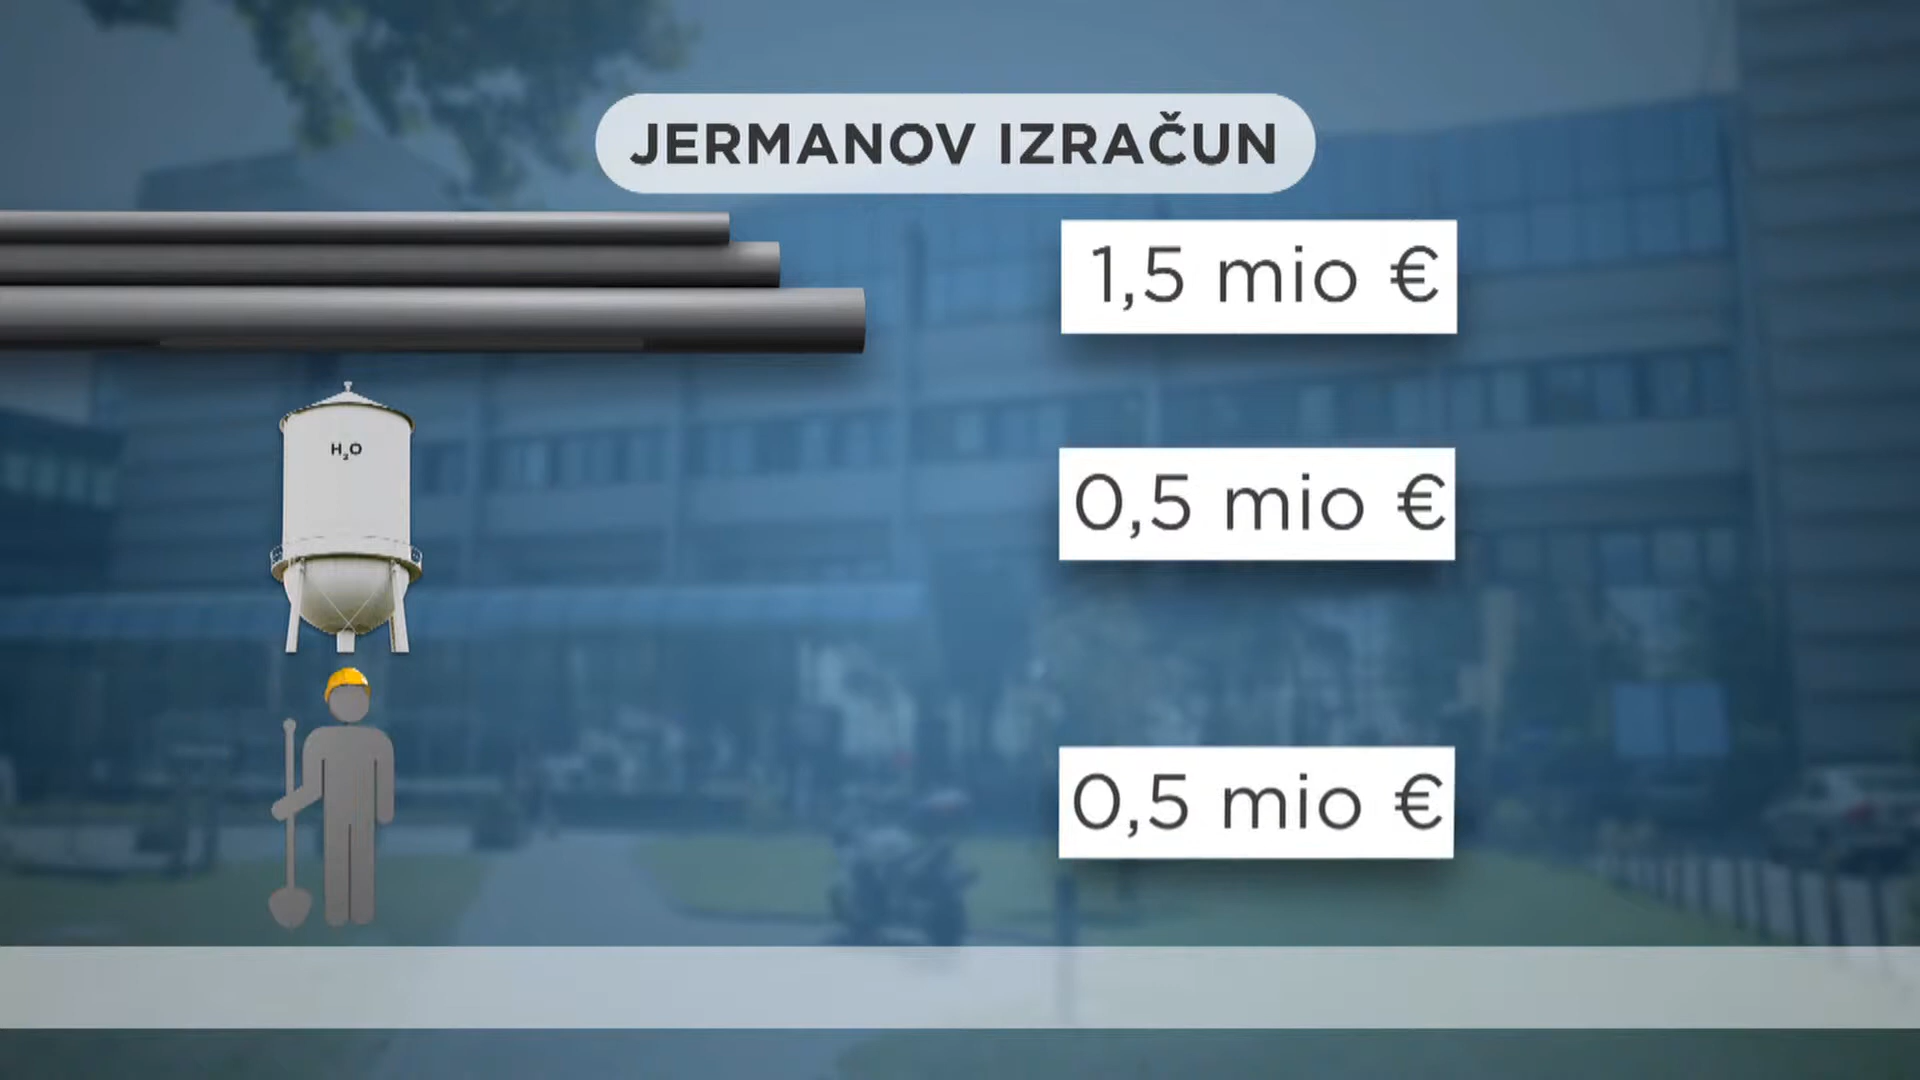 JERMANOV IZRAČUN
1,5 mio €
H₂O
0,5 mio €
0,5 mio €